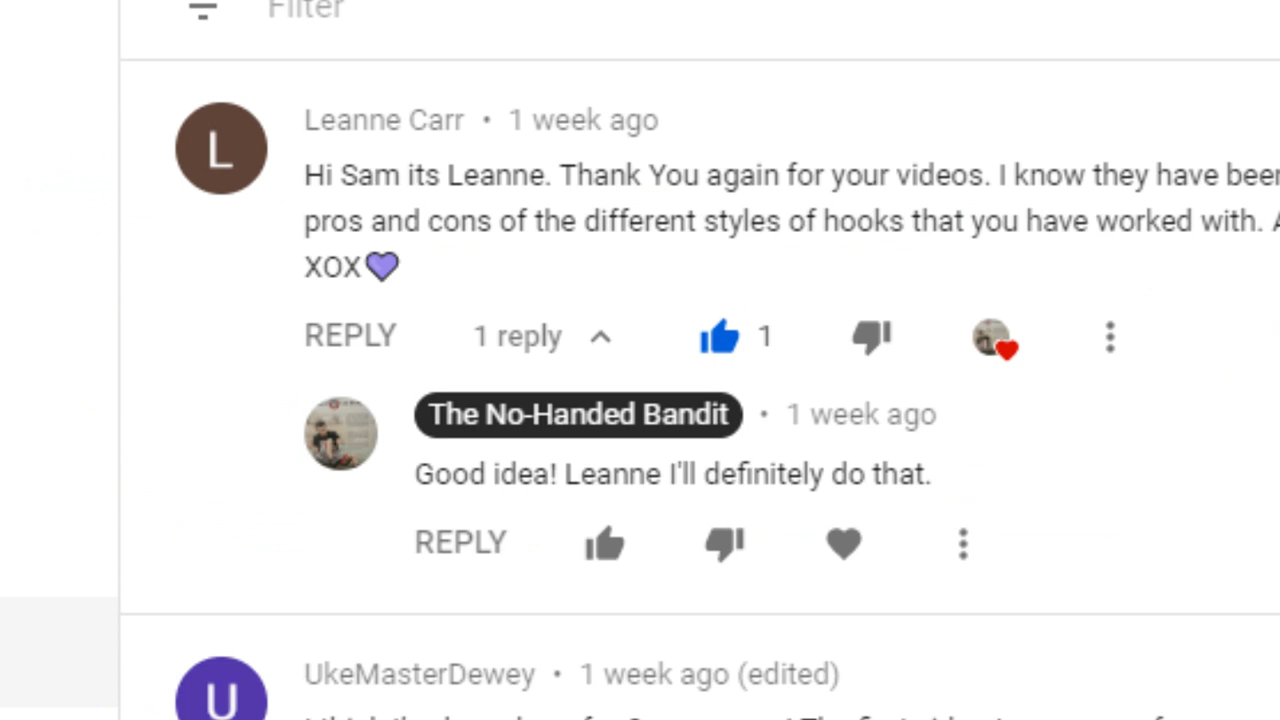 Filter
L
Leanne Carr • 1 week ago
Hi Sam its Leanne. Thank You again for your videos. I know they have been
pros and cons of the different styles of hooks that you have worked with. A
XOX💜
REPLY 1 reply 1
The No-Handed Bandit • 1 week ago
Good idea! Leanne I'll definitely do that.
REPLY
U
UkeMasterDewey • 1 week ago (edited)